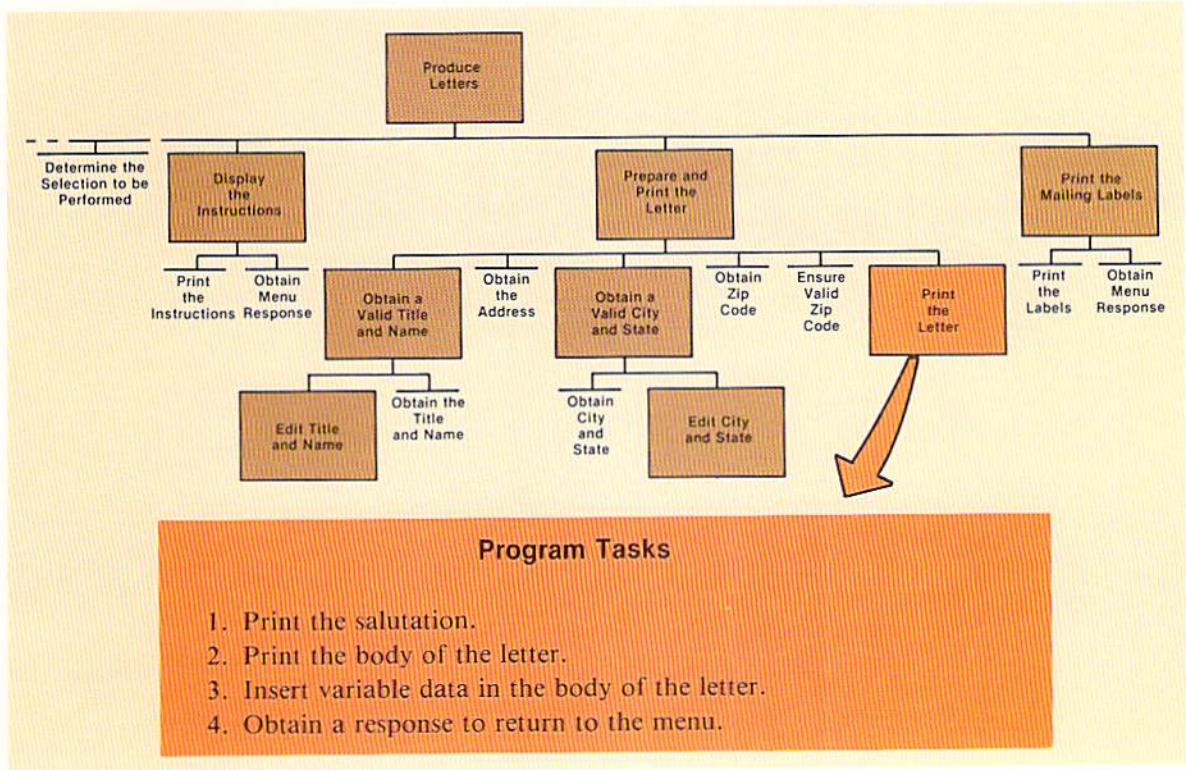 Produce
Letters
Determine the
Selection to be
Performed
Display
the
Instructions
Prepare and
Print the
Letter
Print the
Mailing Labels
Print
the
Instructions
Obtain
Menu
Response
Obtain a
Valid Title
and Name
Obtain
the
Address
Obtain a
Valid City
and State
Obtain
Zip
Code
Ensure
Valid
Zip
Code
Print
the
Letter
Print
the
Labels
Obtain
Menu
Response
Edit Title
and Name
Obtain the
Title
and Name
Obtain
City
and
State
Edit City
and State
Program Tasks
1. Print the salutation.
2. Print the body of the letter.
3. Insert variable data in the body of the letter.
4. Obtain a response to return to the menu.